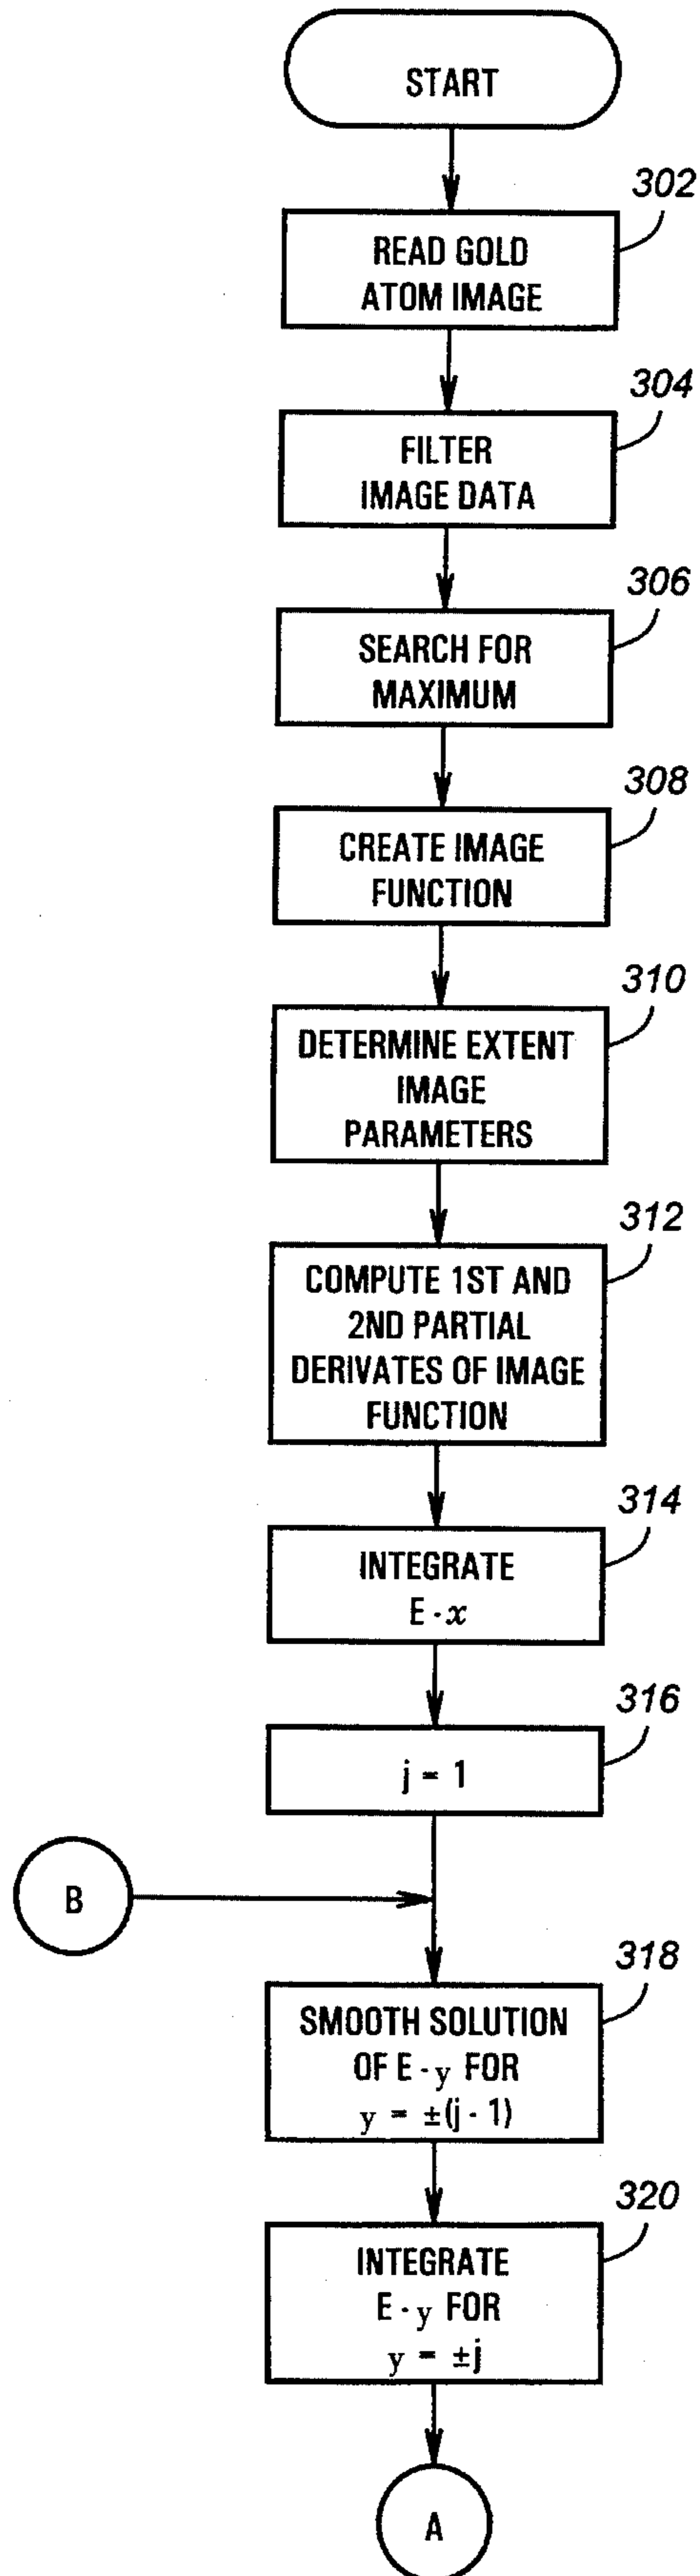 START
302
READ GOLD
ATOM IMAGE
304
FILTER
IMAGE DATA
306
SEARCH FOR
MAXIMUM
308
CREATE IMAGE
FUNCTION
310
DETERMINE EXTENT
IMAGE
PARAMETERS
312
COMPUTE 1ST AND
2ND PARTIAL
DERIVATES OF IMAGE
FUNCTION
314
INTEGRATE
E - x
316
j = 1
B
318
SMOOTH SOLUTION
OF E - y FOR
y = ±(j - 1)
320
INTEGRATE
E - y FOR
y = ±j
A